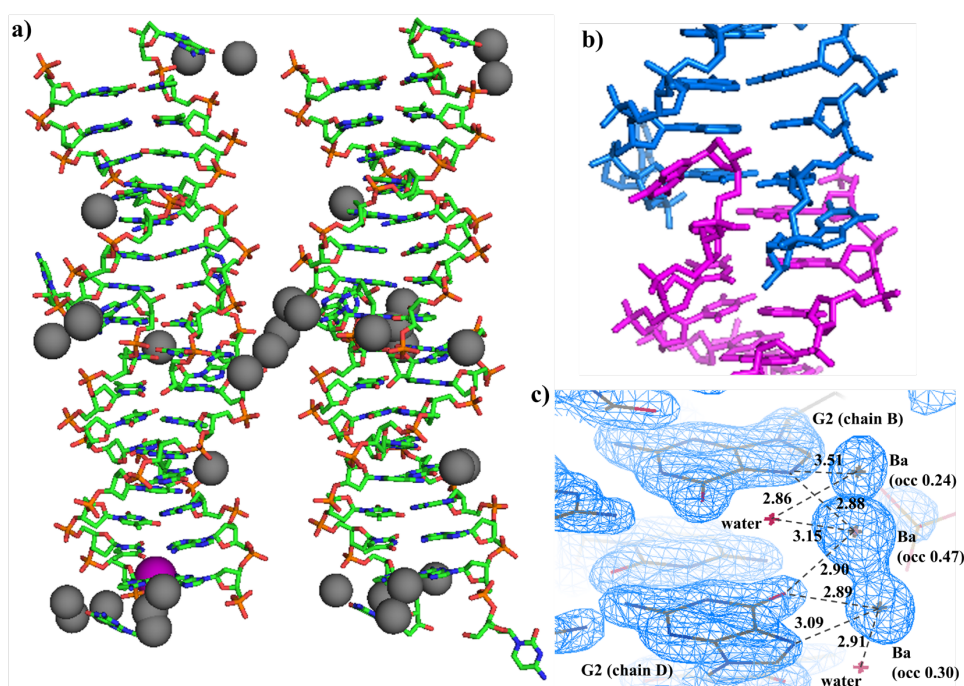 a)
b)
c)
G2 (chain B)
3.51
Ba
(occ 0.24)
2.86
water
2.88
3.15
Ba
(occ 0.47)
2.90
2.89
3.09
2.91
G2 (chain D)
Ba
(occ 0.30)
water